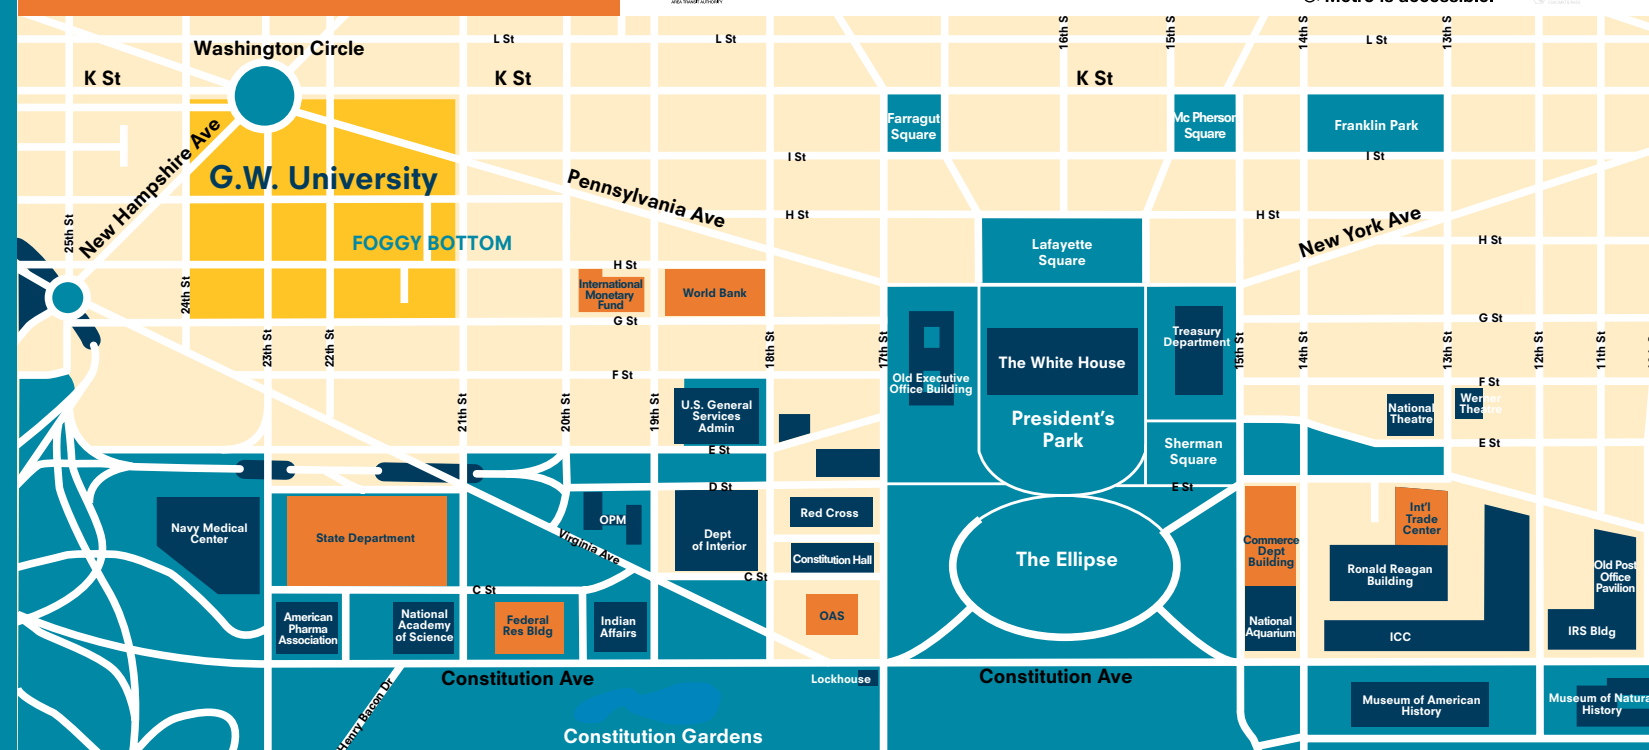 AREA TRANSIT AUTHORITY
Metro is accessible.
Washington Circle
L St
L St
16th S
15th S
14th S
L St
13th S
K St
K St
K St
Farragut
Square
Mc Pherson
Square
Franklin Park
New Hampshire Ave
I St
I St
G.W. University
Pennsylvania Ave
25th St
H St
H St
New York Ave
H St
FOGGY BOTTOM
Lafayette
Square
H St
24th St
International
Monetary
Fund
World Bank
G St
G St
23th St
22th St
18th St
17th St
Treasury
Department
15th St
14th St
13th St
12th St
11th St
The White House
F St
Old Executive
Office Building
F St
21th St
20th St
19th St
U.S. General
Services
Admin
President's
Park
National
Theatre
Werner
Theatre
E St
Sherman
Square
E St
D St
E St
Navy Medical
Center
State Department
OPM
Dept
of Interior
Red Cross
Int'l
Trade
Center
Virginia Ave
Constitution Hall
The Ellipse
Commerce
Dept
Building
Ronald Reagan
Building
Old Post
Office
Pavilion
C St
C St
American
Pharma
Association
National
Academy
of Science
Federal
Res Bldg
Indian
Affairs
OAS
National
Aquarium
ICC
IRS Bldg
Constitution Ave
Lockhouse
Constitution Ave
Henry Bacon Dr
Museum of American
History
Museum of Natura
History
Constitution Gardens